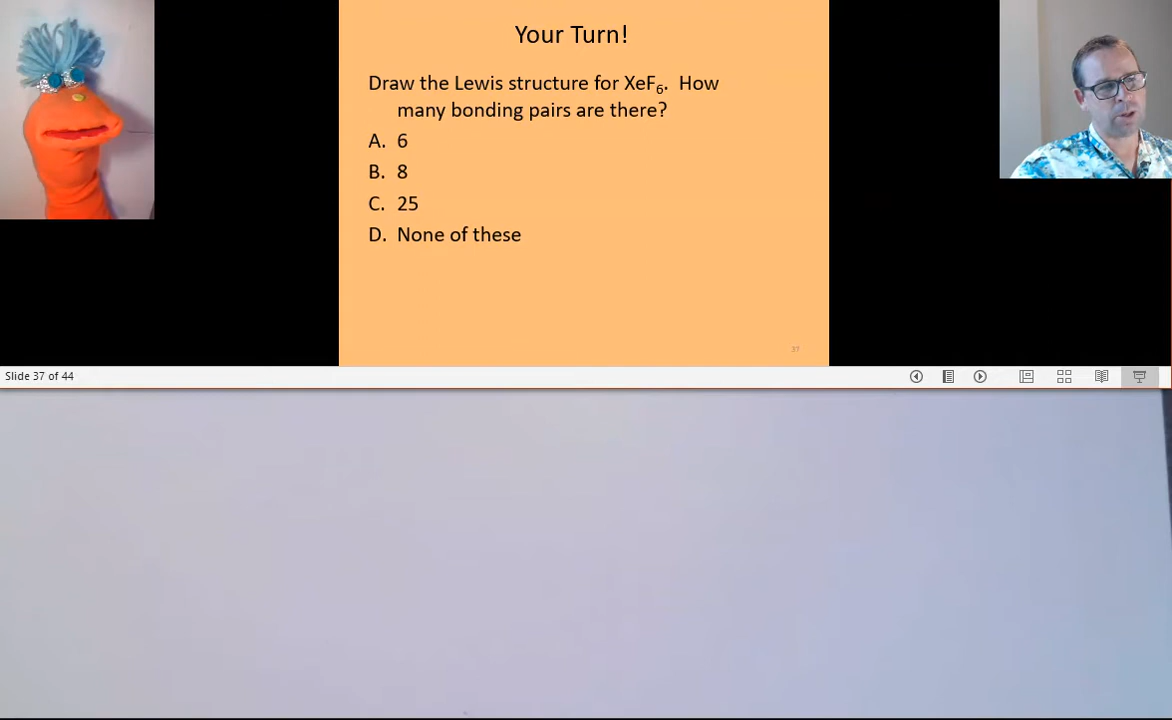 Your Turn!
Draw the Lewis structure for XeF₆. How
many bonding pairs are there?
A. 6
B. 8
C. 25
D. None of these
37
Slide 37 of 44